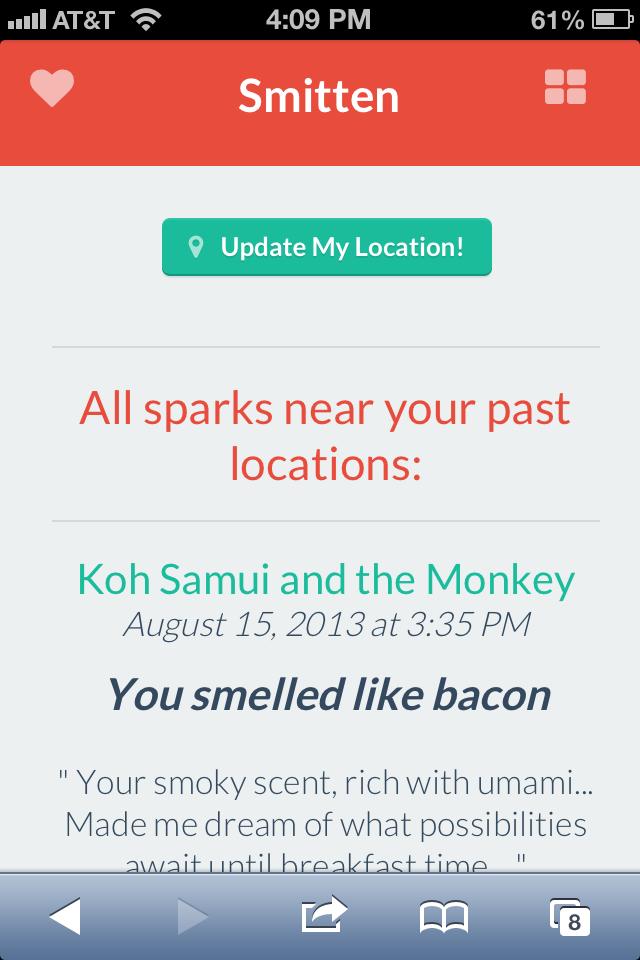 AT&T 4:09 PM 61%
Smitten
Update My Location!
All sparks near your past
locations:
Koh Samui and the Monkey
August 15, 2013 at 3:35 PM
You smelled like bacon
" Your smoky scent, rich with umami...
Made me dream of what possibilities
await until breakfast time... "
8